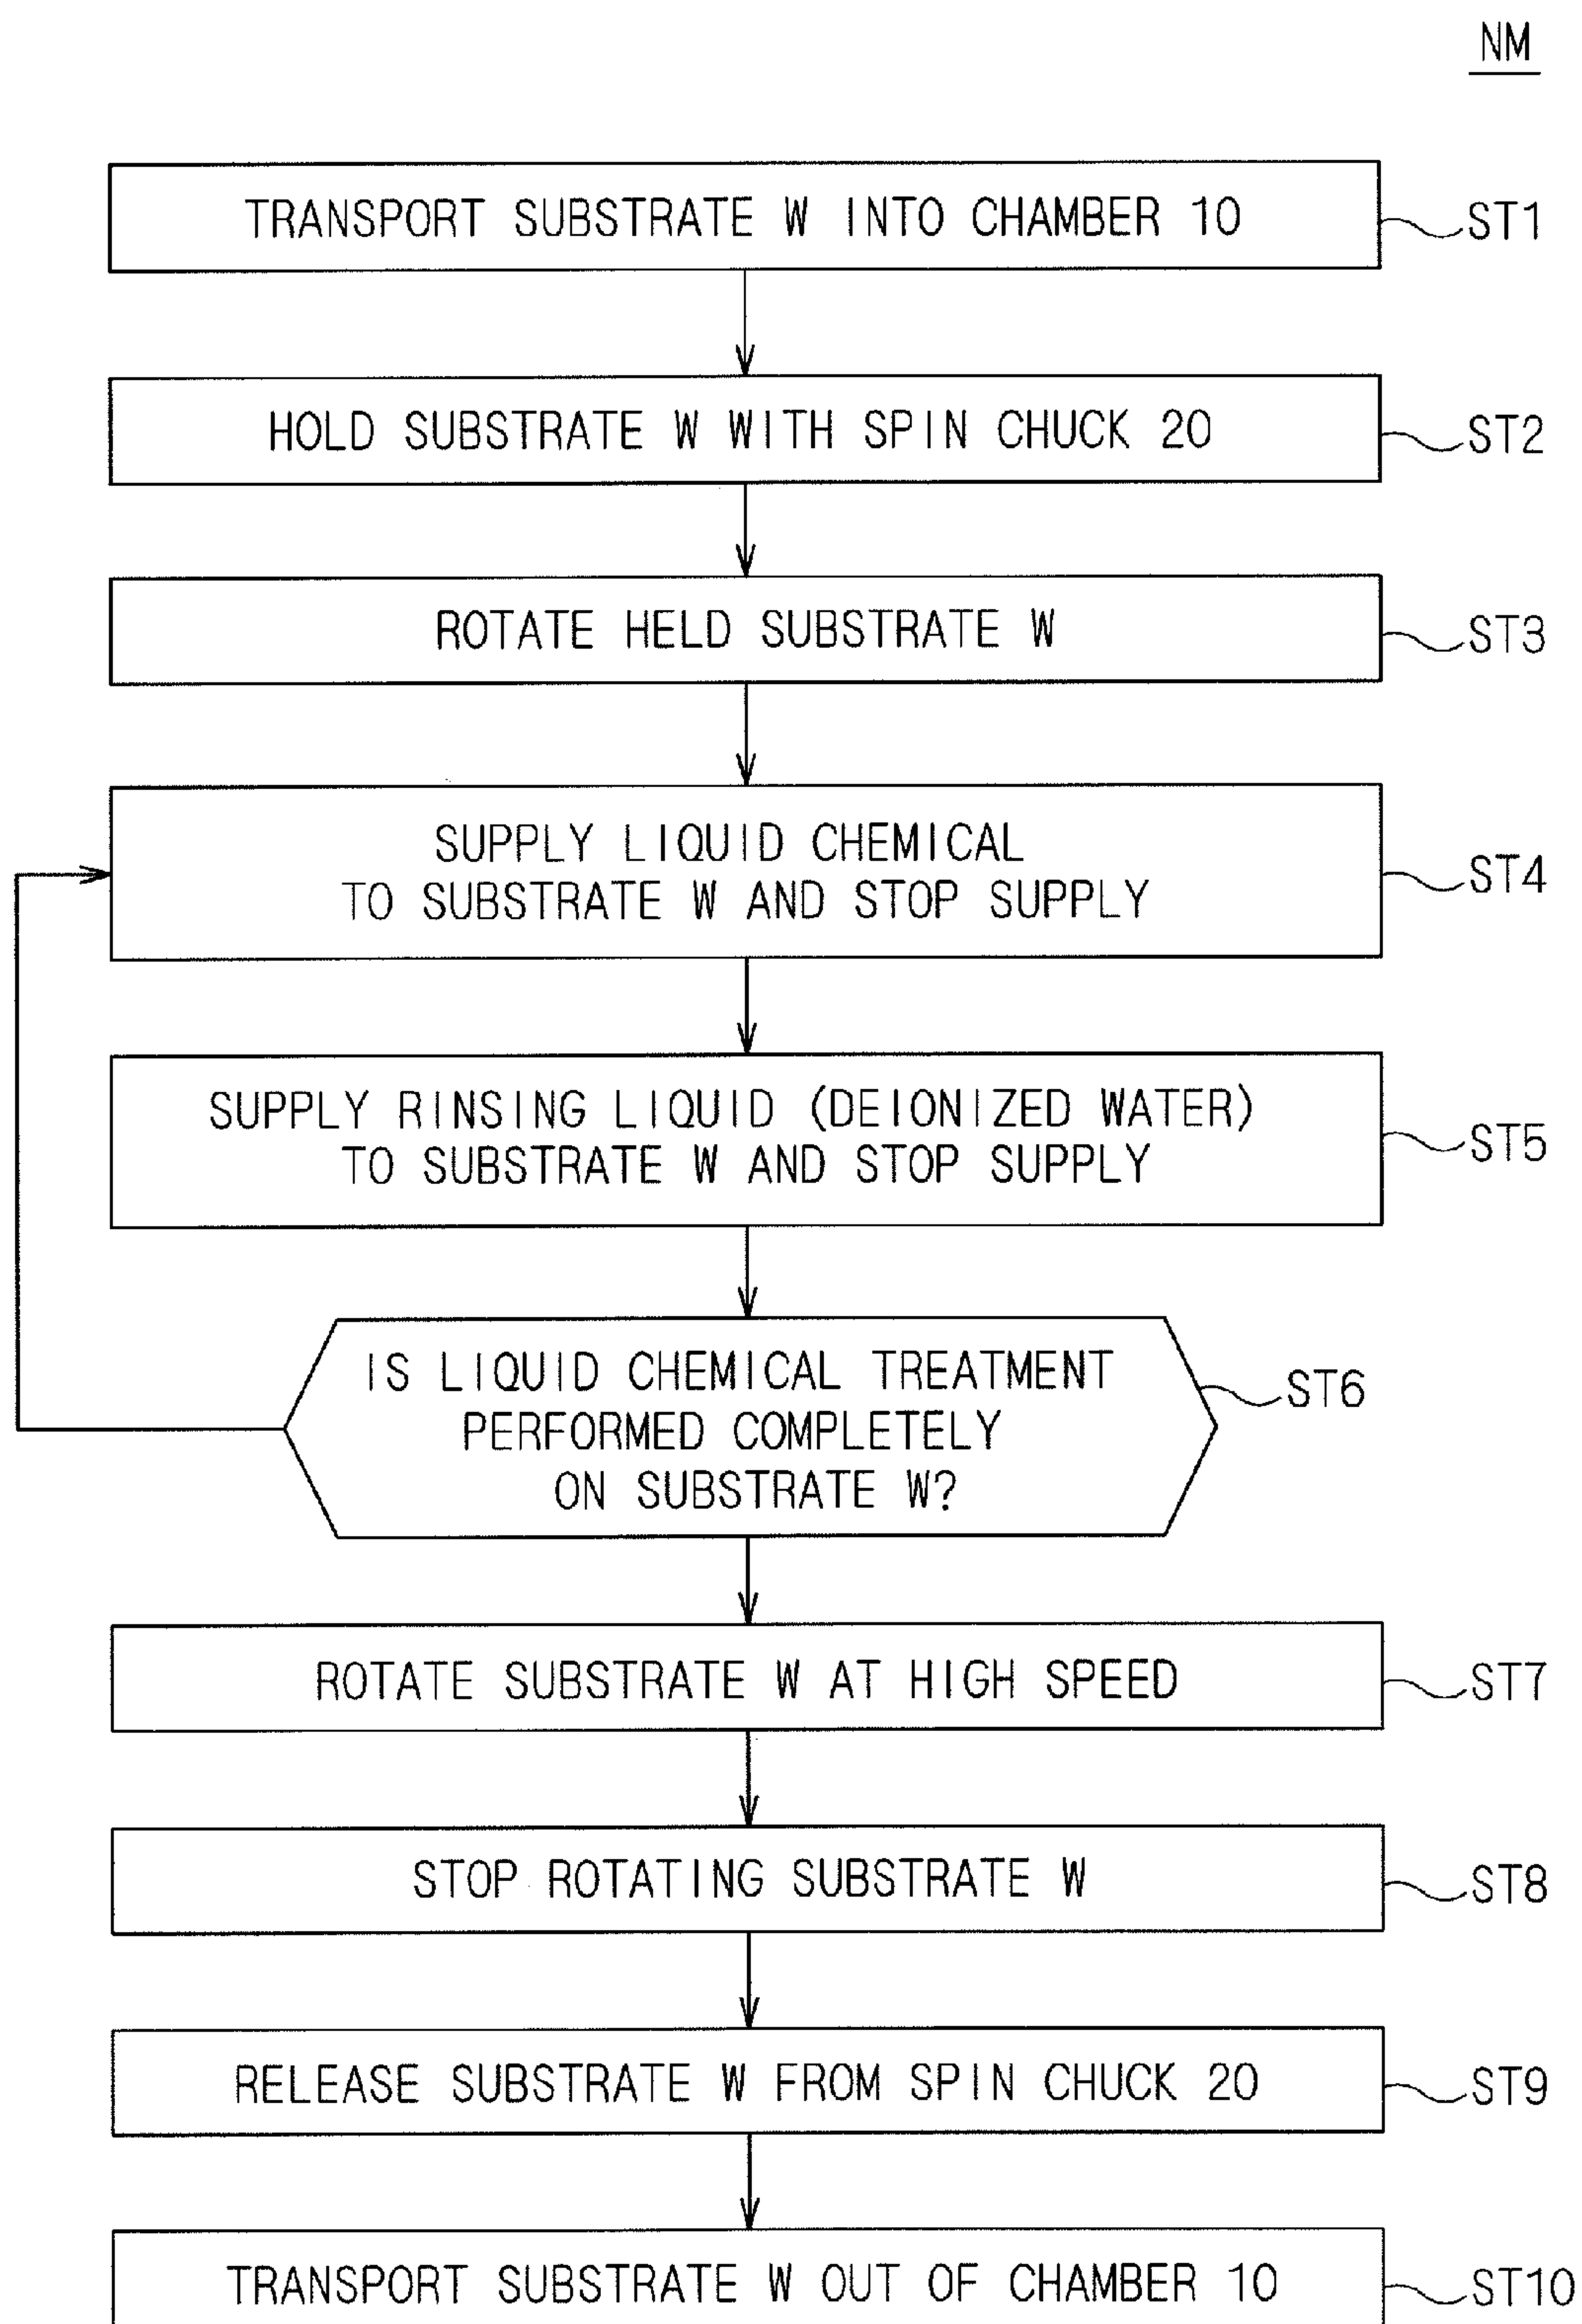 NM
TRANSPORT SUBSTRATE W INTO CHAMBER 10
ST1
HOLD SUBSTRATE W WITH SPIN CHUCK 20
ST2
ROTATE HELD SUBSTRATE W
ST3
SUPPLY LIQUID CHEMICAL
TO SUBSTRATE W AND STOP SUPPLY
ST4
SUPPLY RINSING LIQUID (DEIONIZED WATER)
TO SUBSTRATE W AND STOP SUPPLY
ST5
IS LIQUID CHEMICAL TREATMENT
PERFORMED COMPLETELY
ON SUBSTRATE W?
ST6
ROTATE SUBSTRATE W AT HIGH SPEED
ST7
STOP ROTATING SUBSTRATE W
ST8
RELEASE SUBSTRATE W FROM SPIN CHUCK 20
ST9
TRANSPORT SUBSTRATE W OUT OF CHAMBER 10
ST10